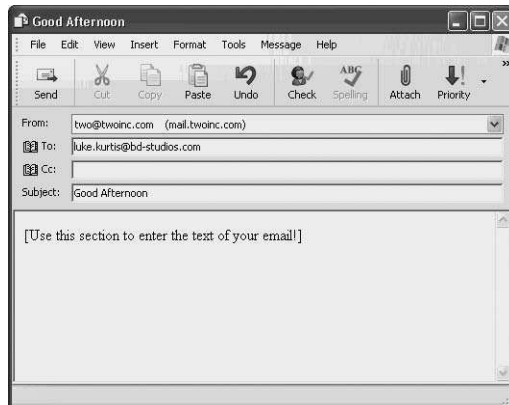 Good Afternoon
File Edit View Insert Format Tools Message Help
Send Cut Copy Paste Undo Check Spelling Attach Priority
From: two@twoinc.com (mail.twoinc.com)
To: luke.kurtis@bd-studios.com
Cc:
Subject: Good Afternoon
[Use this section to enter the text of your email!]